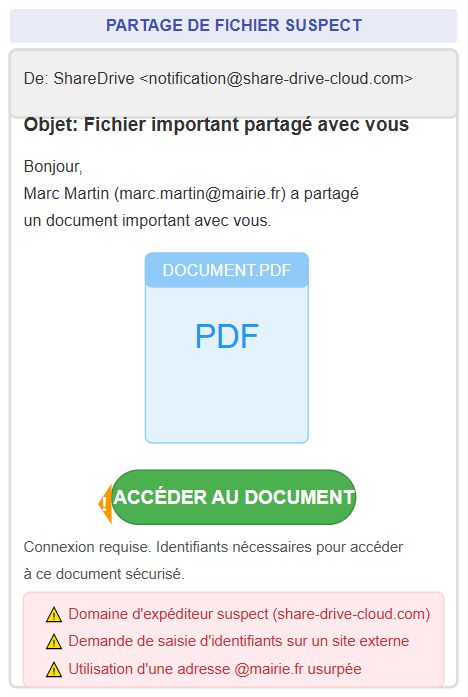 PARTAGE DE FICHIER SUSPECT
De: ShareDrive <notification@share-drive-cloud.com>
Objet: Fichier important partagé avec vous
Bonjour,
Marc Martin (marc.martin@mairie.fr) a partagé
un document important avec vous.
DOCUMENT.PDF
PDF
! ACCÉDER AU DOCUMENT
Connexion requise. Identifiants nécessaires pour accéder
à ce document sécurisé.
⚠ Domaine d'expéditeur suspect (share-drive-cloud.com)
⚠ Demande de saisie d'identifiants sur un site externe
⚠ Utilisation d'une adresse @mairie.fr usurpée